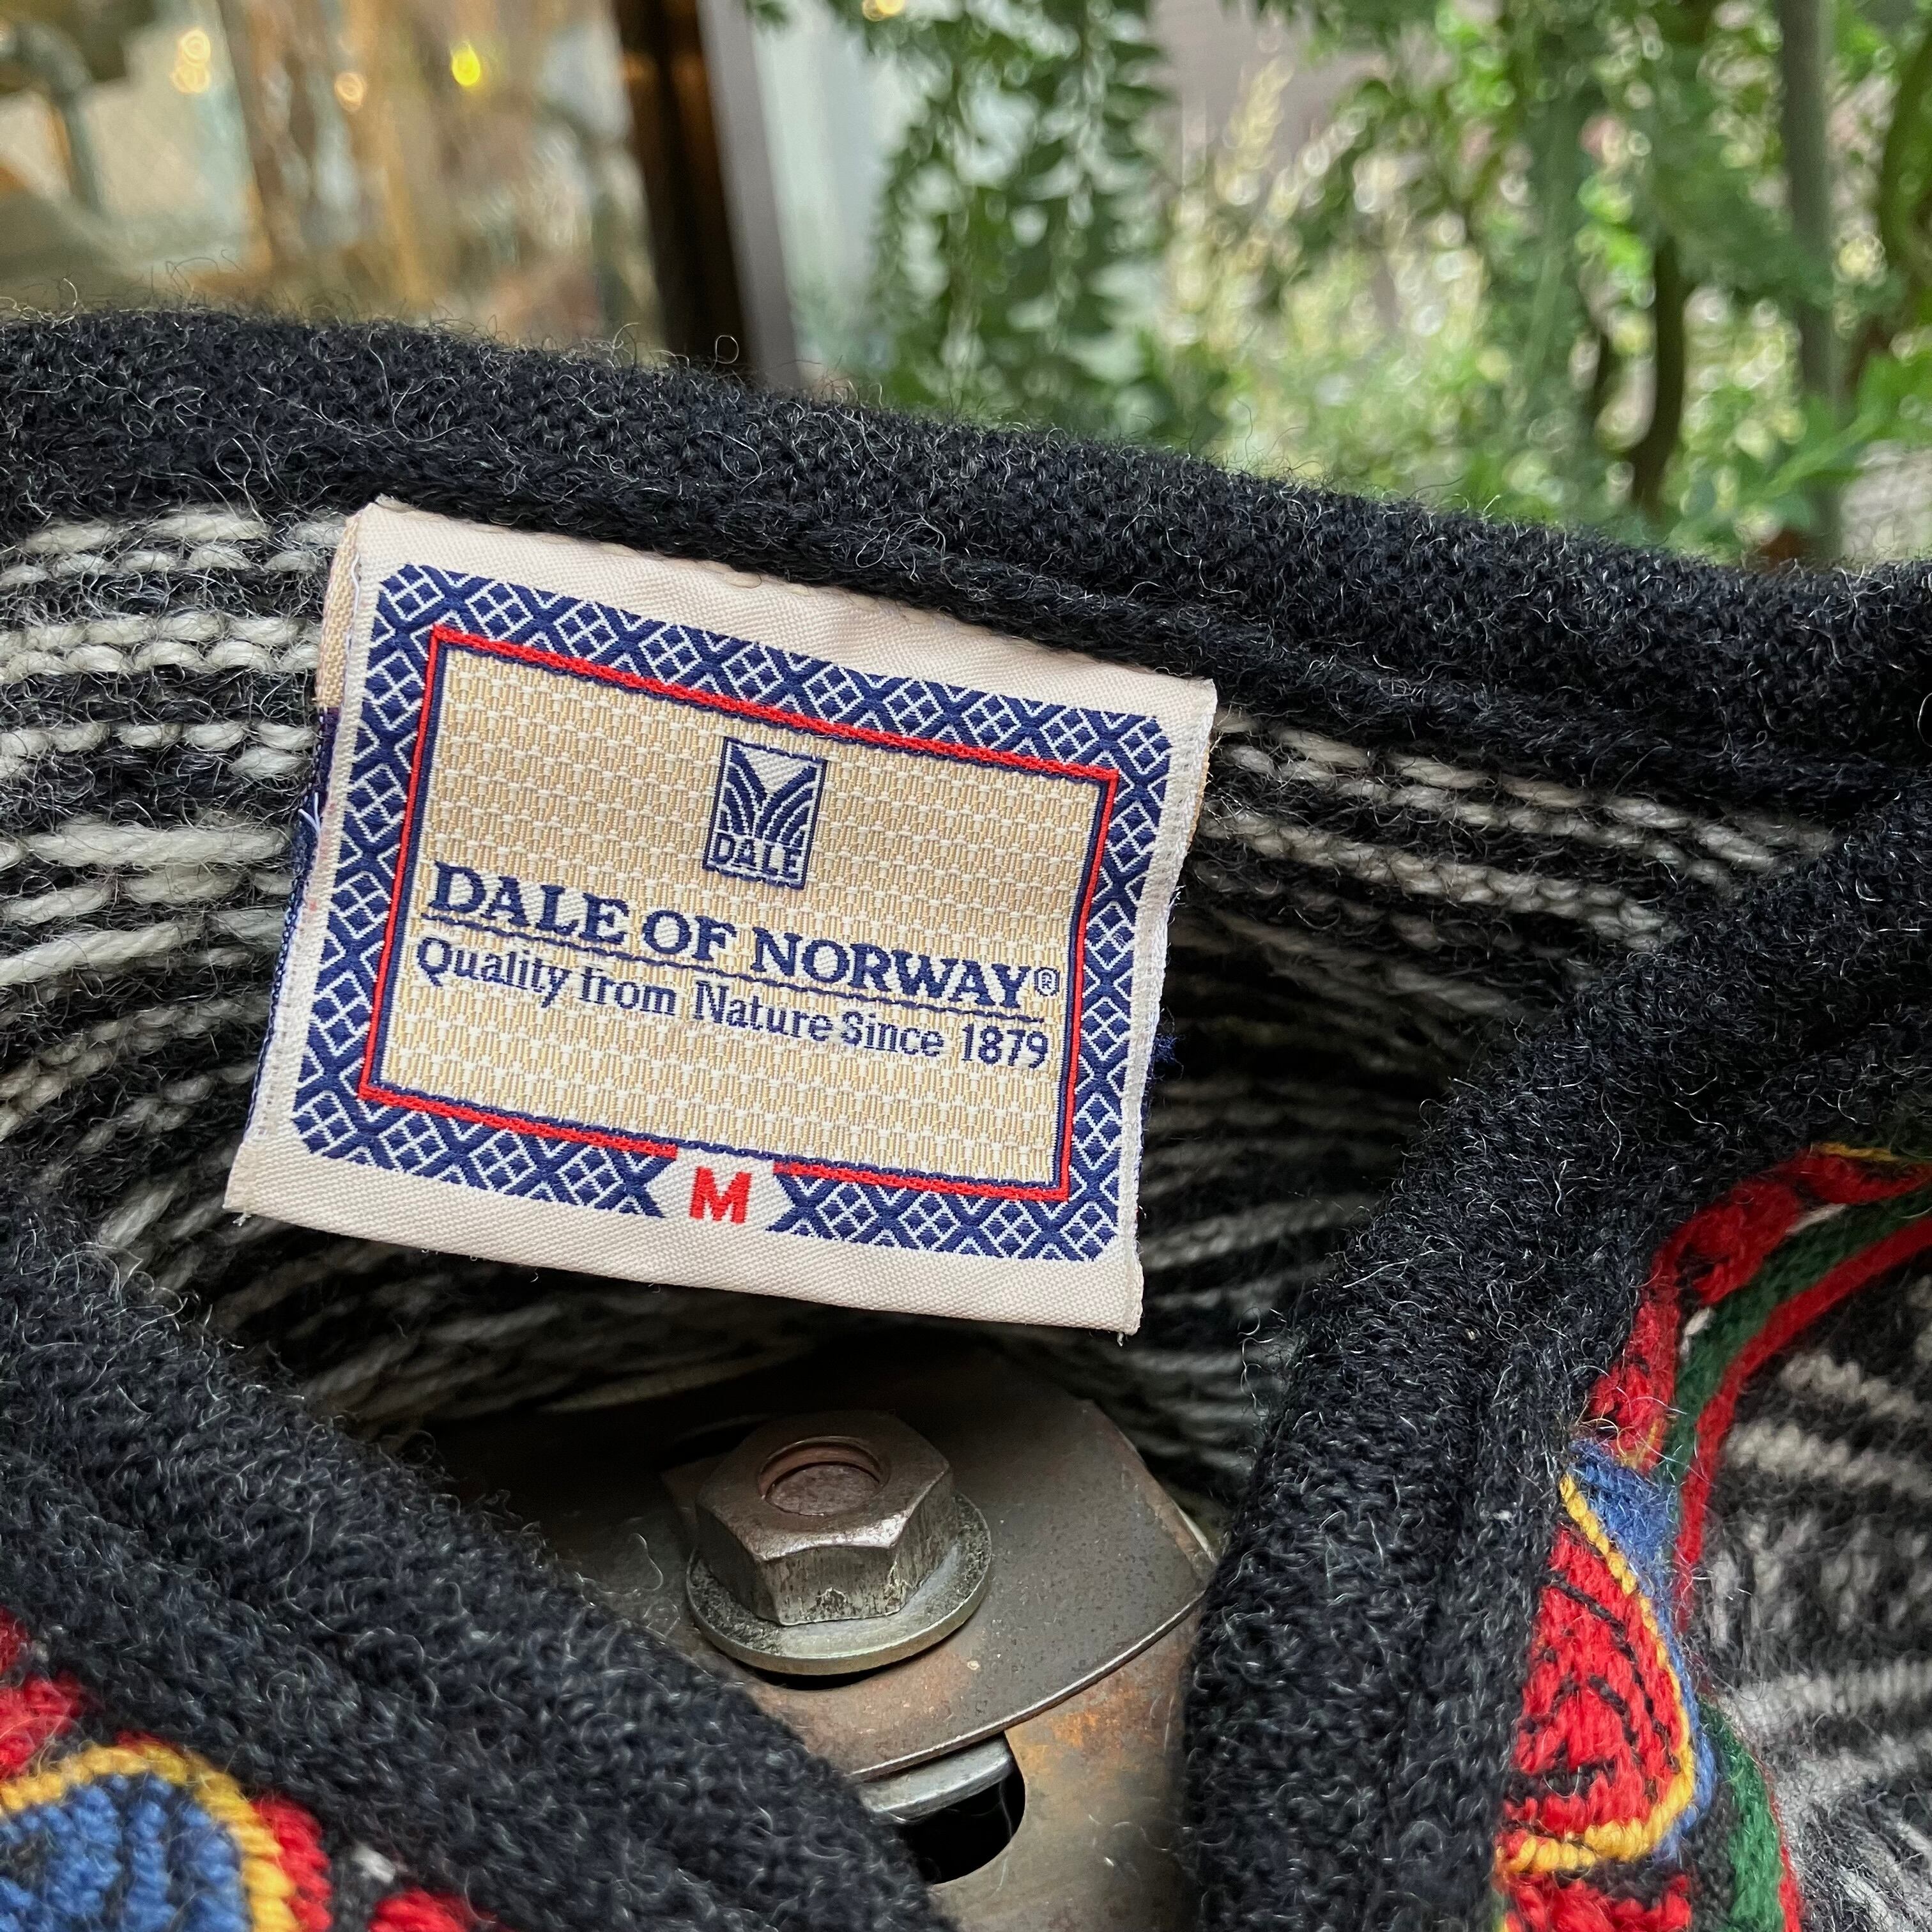 DALE
DALE OF NORWAY®
Quality from Nature Since 1879
M